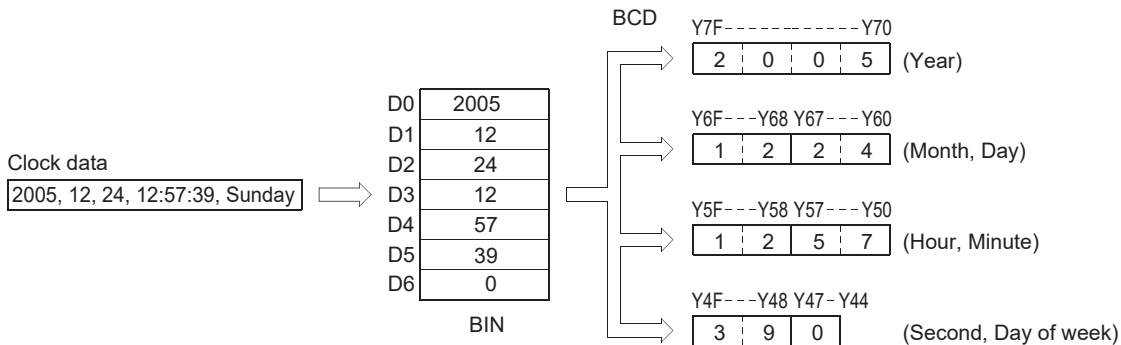 BCD
Y7F------------Y70
2 0 0 5 (Year)
Y6F---Y68 Y67---Y60
1 2 2 4 (Month, Day)
Y5F---Y58 Y57---Y50
1 2 5 7 (Hour, Minute)
Y4F---Y48 Y47-Y44
3 9 0 (Second, Day of week)
Clock data
2005, 12, 24, 12:57:39, Sunday
D0 2005
D1 12
D2 24
D3 12
D4 57
D5 39
D6 0
BIN